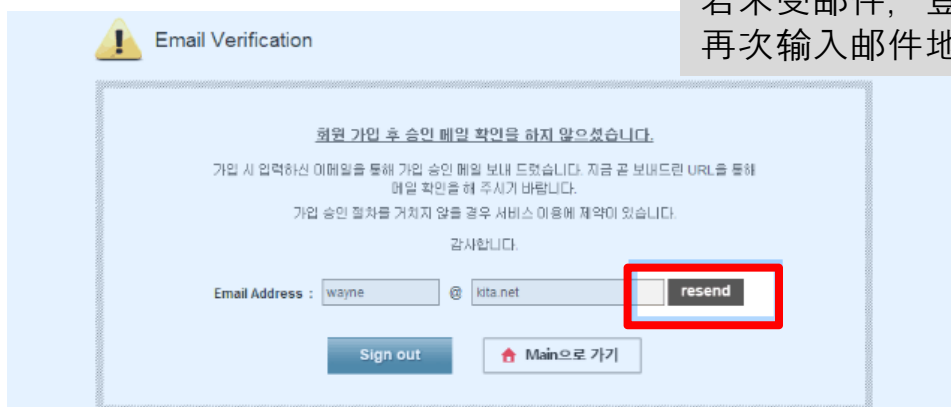 若未受邮件，登
再次输入邮件地
Email Verification
회원 가입 후 승인 메일 확인을 하지 않으셨습니다.
가입 시 입력하신 이메일을 통해 가입 승인 메일 보내 드렸습니다. 지금 곧 보내드린 URL을 통해
메일 확인을 해 주시기 바랍니다.
가입 승인 절차를 거치지 않을 경우 서비스 이용에 제약이 있습니다.
감사합니다.
Email Address : wayne @ kita.net resend
Sign out Main으로 가기